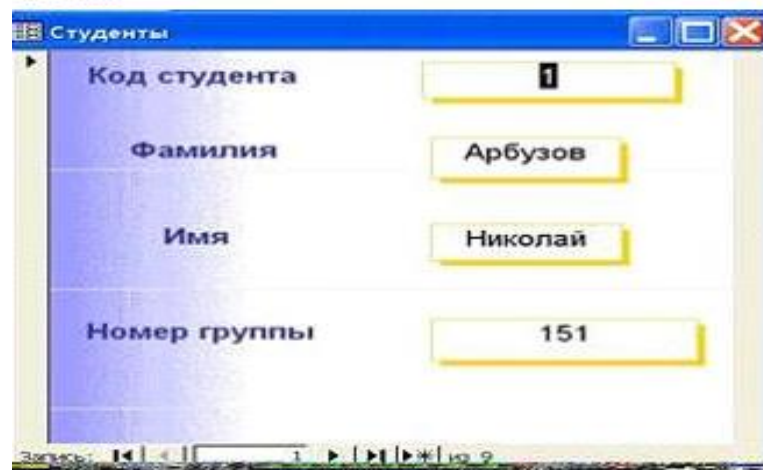 Студенты
Код студента 1
Фамилия Арбузов
Имя Николай
Номер группы 151
Запись: 1 из 9